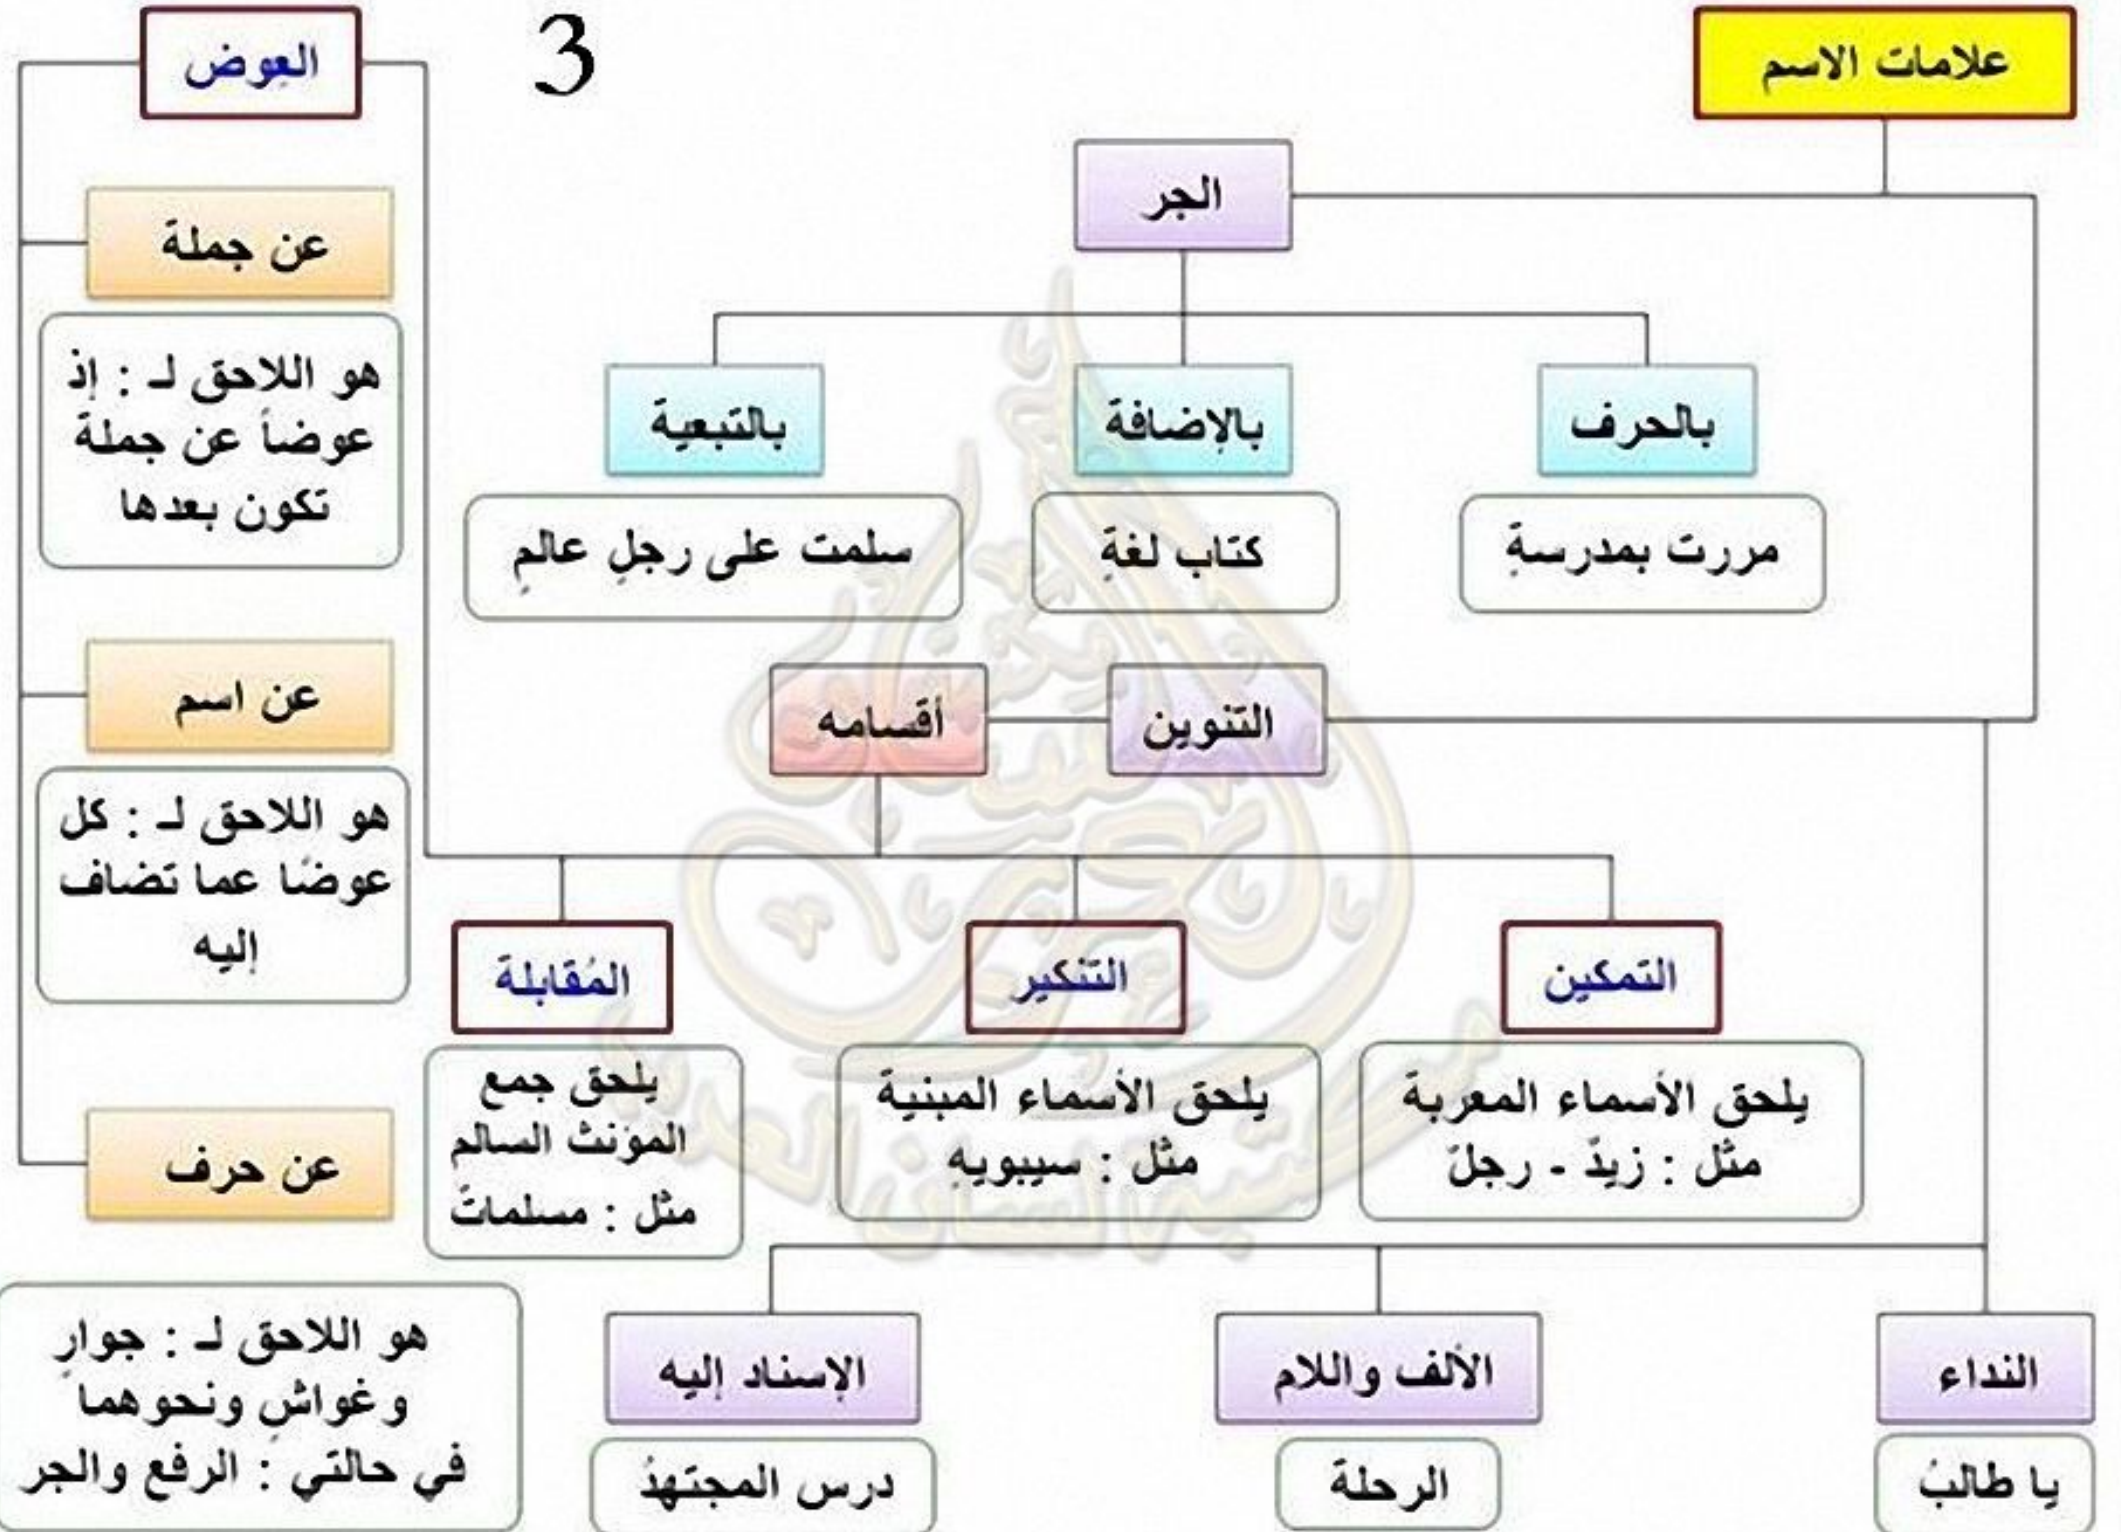 3
علامات الاسم
الجر
بالحرف
مررت بمدرسةٍ
بالإضافة
كتاب لغةٍ
بالتبعية
سلمت على رجلٍ عالمٍ
التنوين
أقسامه
التمكين
يلحق الأسماء المعربة
مثل : زيدٌ - رجلٌ
التنكير
يلحق الأسماء المبنية
مثل : سيبويهٍ
المُقابلة
يلحق جمع
المؤنث السالم
مثل : مسلماتٌ
العِوض
عن جملة
هو اللاحق لـ : إذ
عوضاً عن جملة
تكون بعدها
عن اسم
هو اللاحق لـ : كل
عوضًا عما تضاف
إليه
عن حرف
هو اللاحق لـ : جوارٍ
وغواشٍ ونحوهما
في حالتي : الرفع والجر
النداء
يا طالبُ
الألف واللام
الرحلة
الإسناد إليه
درس المجتهدُ
مكتبة لسان العرب